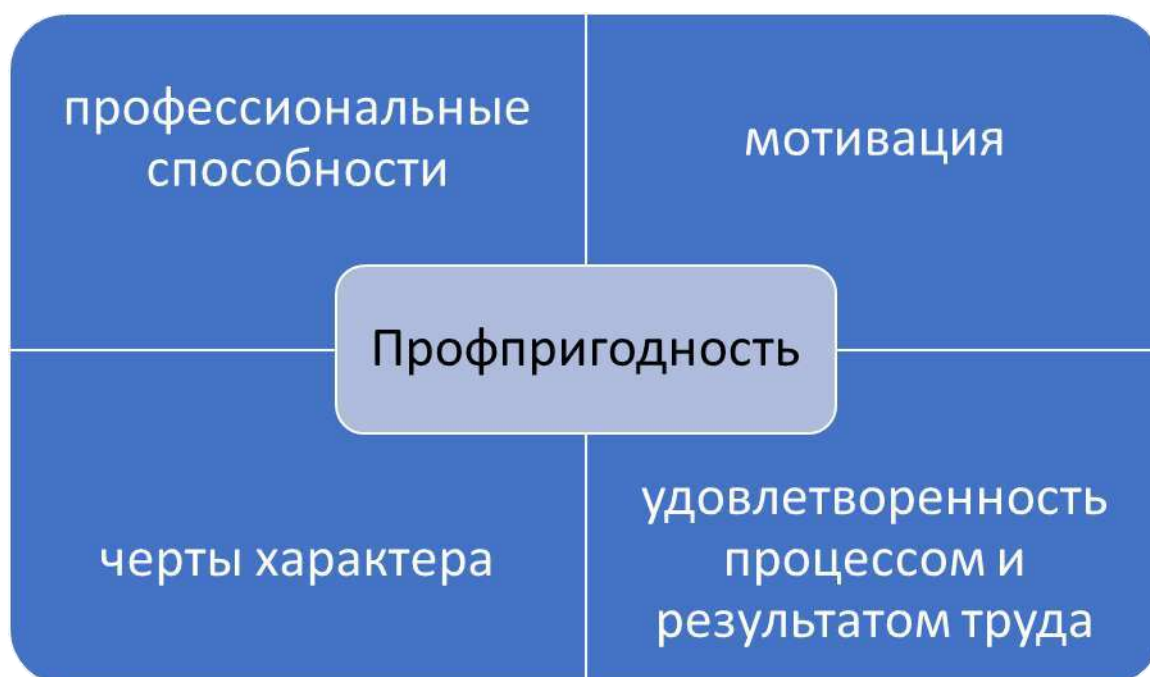 профессиональные
способности
мотивация
Профпригодность
черты характера
удовлетворенность
процессом и
результатом труда